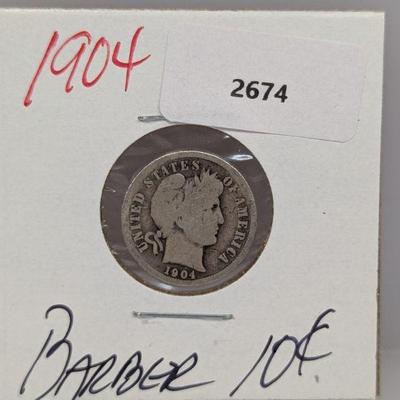 1904
2674
UNITED STATES OF AMERICA
1904
BARBER 10¢